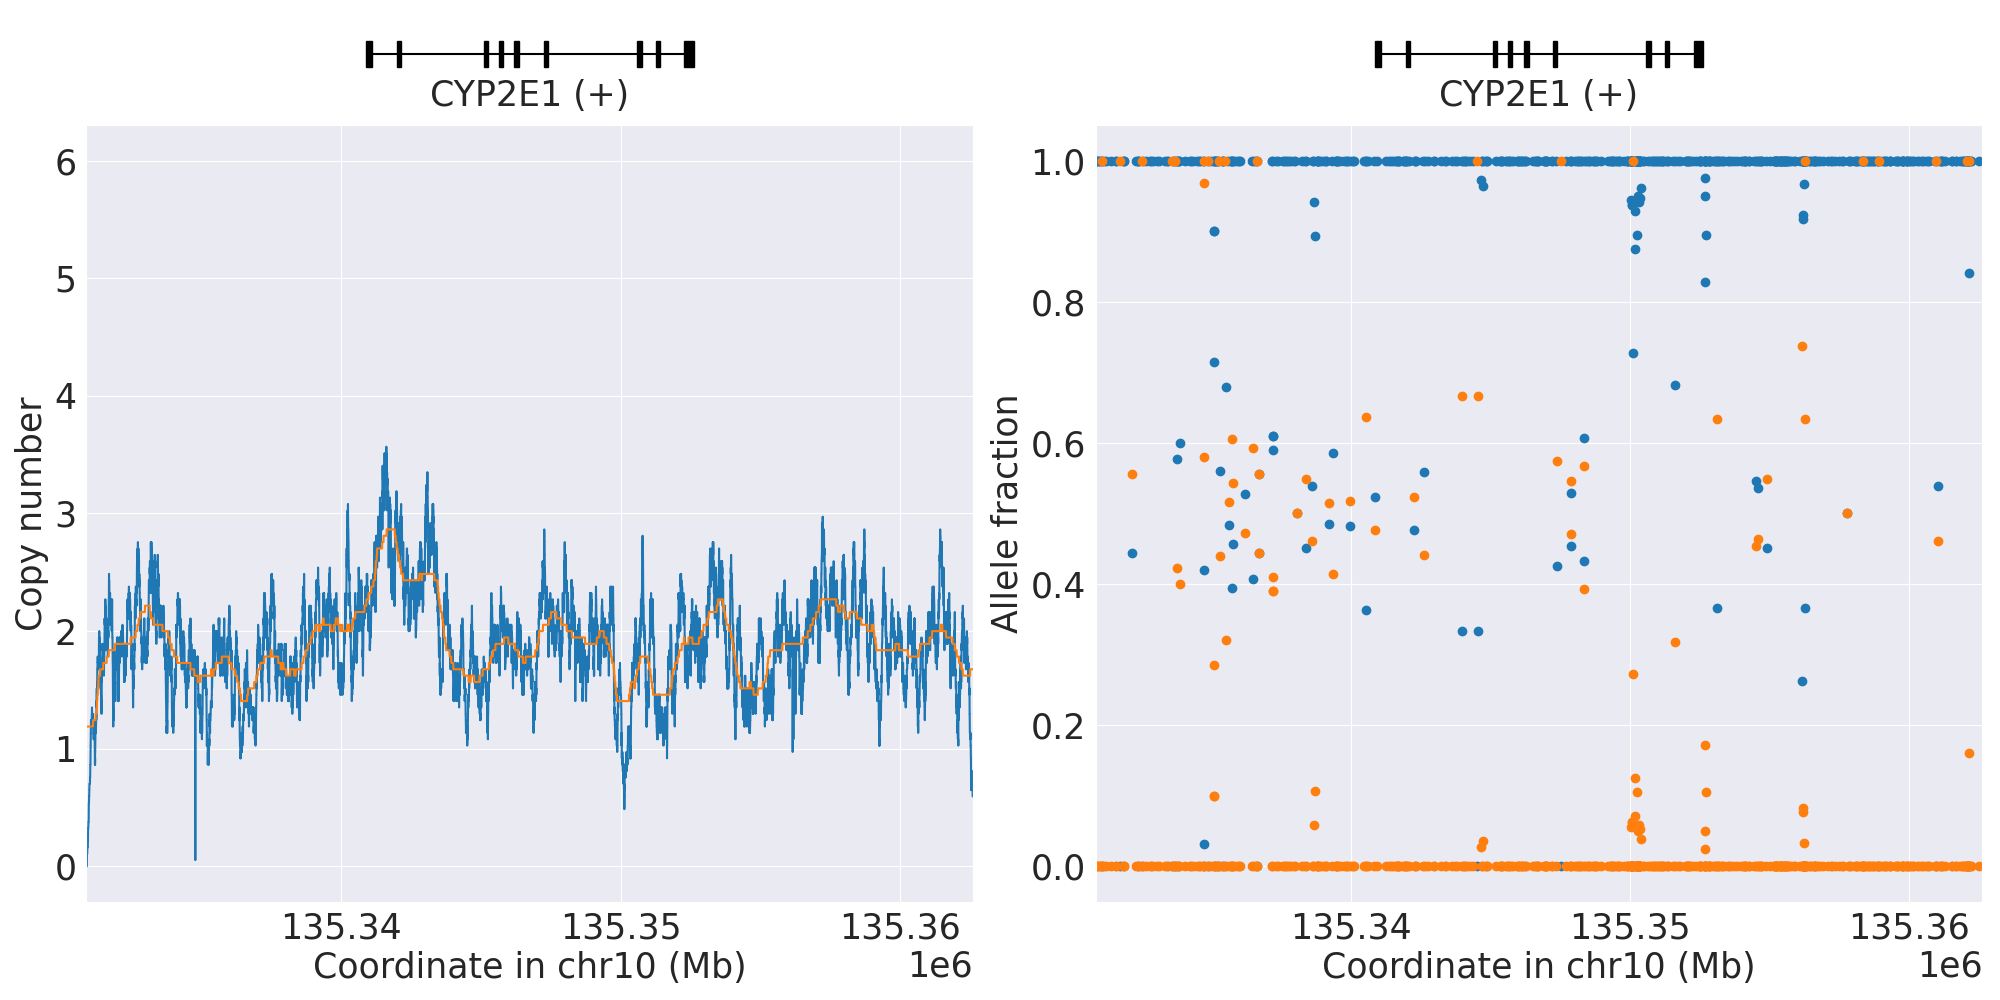 CYP2E1 (+)
Copy number
6
5
4
3
2
1
0
135.34 135.35 135.36
Coordinate in chr10 (Mb)
1e6
CYP2E1 (+)
Allele fraction
1.0
0.8
0.6
0.4
0.2
0.0
135.34 135.35 135.36
Coordinate in chr10 (Mb)
1e6